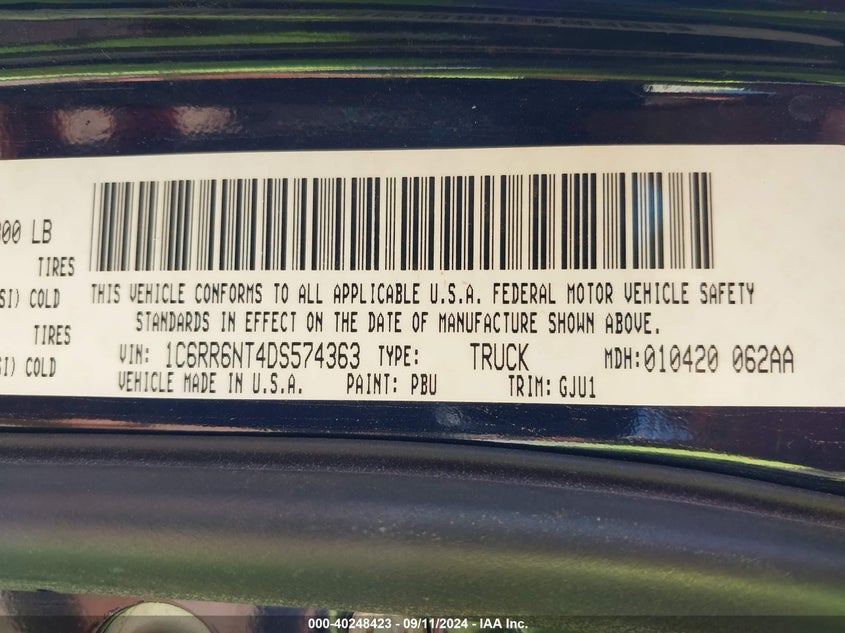 800 LB
TIRES
SI) COLD
TIRES
SI) COLD
THIS VEHICLE CONFORMS TO ALL APPLICABLE U.S.A. FEDERAL MOTOR VEHICLE SAFETY
STANDARDS IN EFFECT ON THE DATE OF MANUFACTURE SHOWN ABOVE.
VIN: 1C6RR6NT4DS574363 TYPE: TRUCK MDH:010420 062AA
VEHICLE MADE IN U.S.A. PAINT: PBU TRIM: GJU1
000-40248423 - 09/11/2024 - IAA Inc.